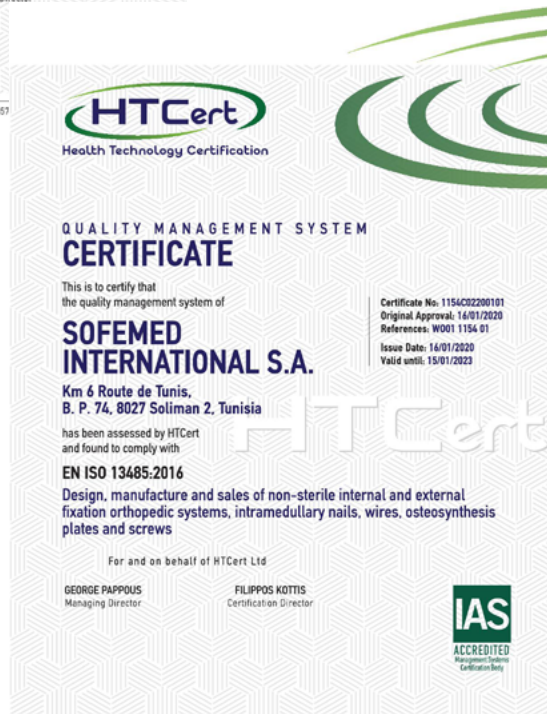 57
HTCert
Health Technology Certification
QUALITY MANAGEMENT SYSTEM
CERTIFICATE
This is to certify that
the quality management system of
SOFEMED
INTERNATIONAL S.A.
Km 6 Route de Tunis,
B. P. 74, 8027 Soliman 2, Tunisia
has been assessed by HTCert
and found to comply with
EN ISO 13485:2016
Design, manufacture and sales of non-sterile internal and external
fixation orthopedic systems, intramedullary nails, wires, osteosynthesis
plates and screws
Certificate No: 1154C02200101
Original Approval: 16/01/2020
References: WO01 1154 01
Issue Date: 16/01/2020
Valid until: 15/01/2023
HTCert
For and on behalf of HTCert Ltd
GEORGE PAPPOUS
Managing Director
FILIPPOS KOTTIS
Certification Director
IAS
ACCREDITED
Management Systems
Certification Body